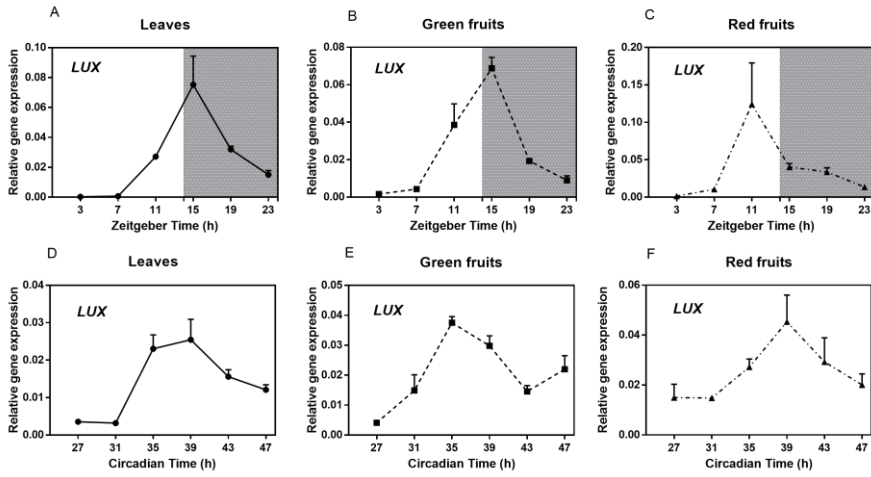 A
Leaves
Relative gene expression
0.10
0.08
0.06
0.04
0.02
0.00
LUX
3 7 11 15 19 23
Zeitgeber Time (h)
B
Green fruits
Relative gene expression
0.08
0.06
0.04
0.02
0.00
LUX
3 7 11 15 19 23
Zeitgeber Time (h)
C
Red fruits
Relative gene expression
0.20
0.15
0.10
0.05
0.00
LUX
3 7 11 15 19 23
Zeitgeber Time (h)
D
Leaves
Relative gene expression
0.04
0.03
0.02
0.01
0.00
LUX
27 31 35 39 43 47
Circadian Time (h)
E
Green fruits
Relative gene expression
0.05
0.04
0.03
0.02
0.01
0.00
LUX
27 31 35 39 43 47
Circadian Time (h)
F
Red fruits
Relative gene expression
0.06
0.04
0.02
0.00
LUX
27 31 35 39 43 47
Circadian Time (h)